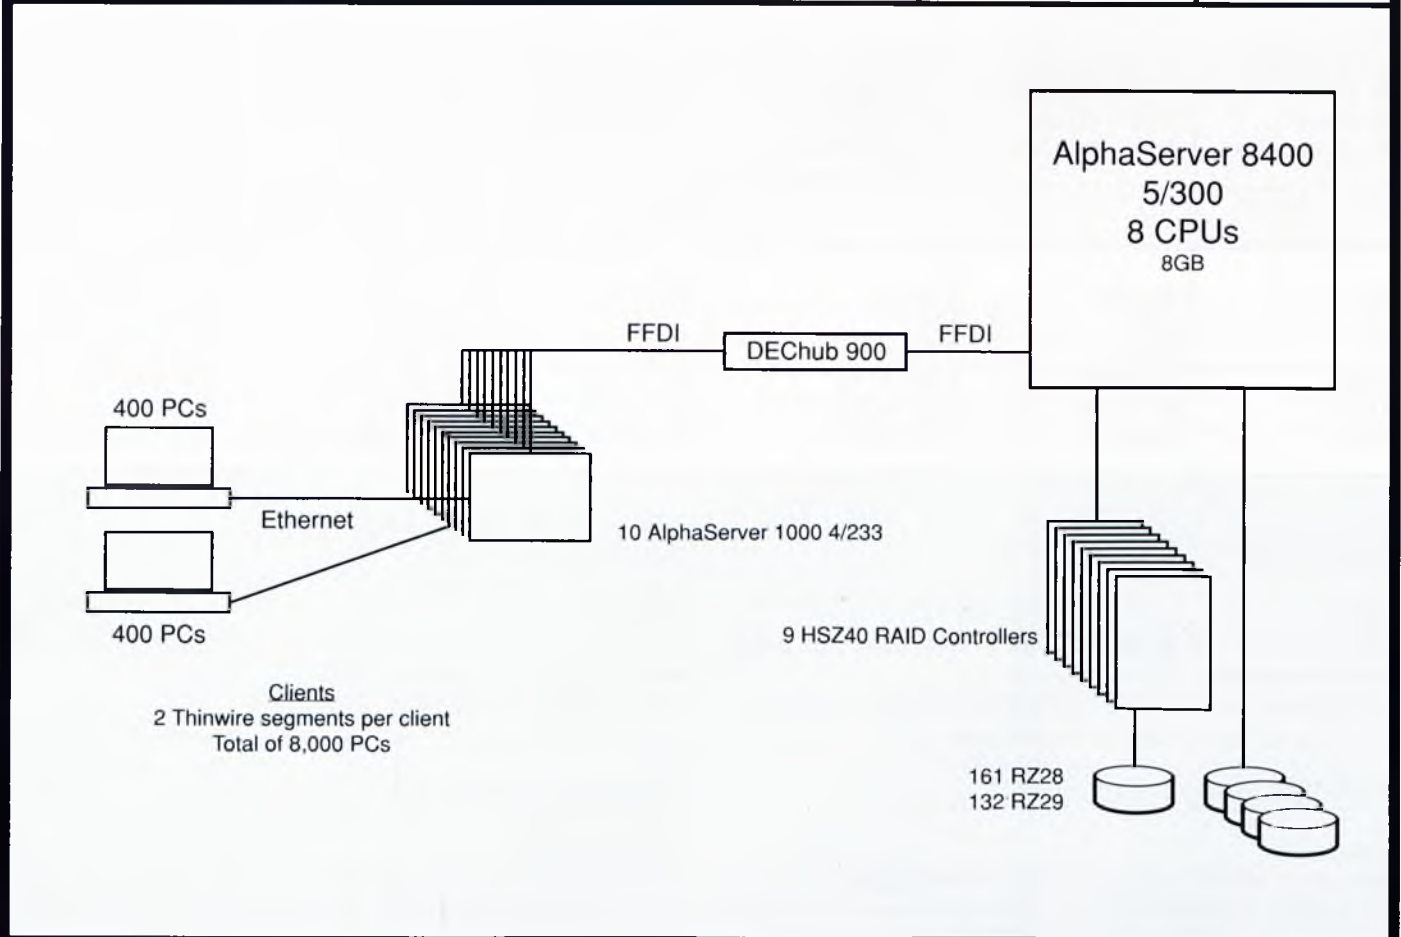 AlphaServer 8400
5/300
8 CPUs
8GB
FFDI
DEChub 900
FFDI
400 PCs
Ethernet
10 AlphaServer 1000 4/233
400 PCs
9 HSZ40 RAID Controllers
Clients
2 Thinwire segments per client
Total of 8,000 PCs
161 RZ28
132 RZ29